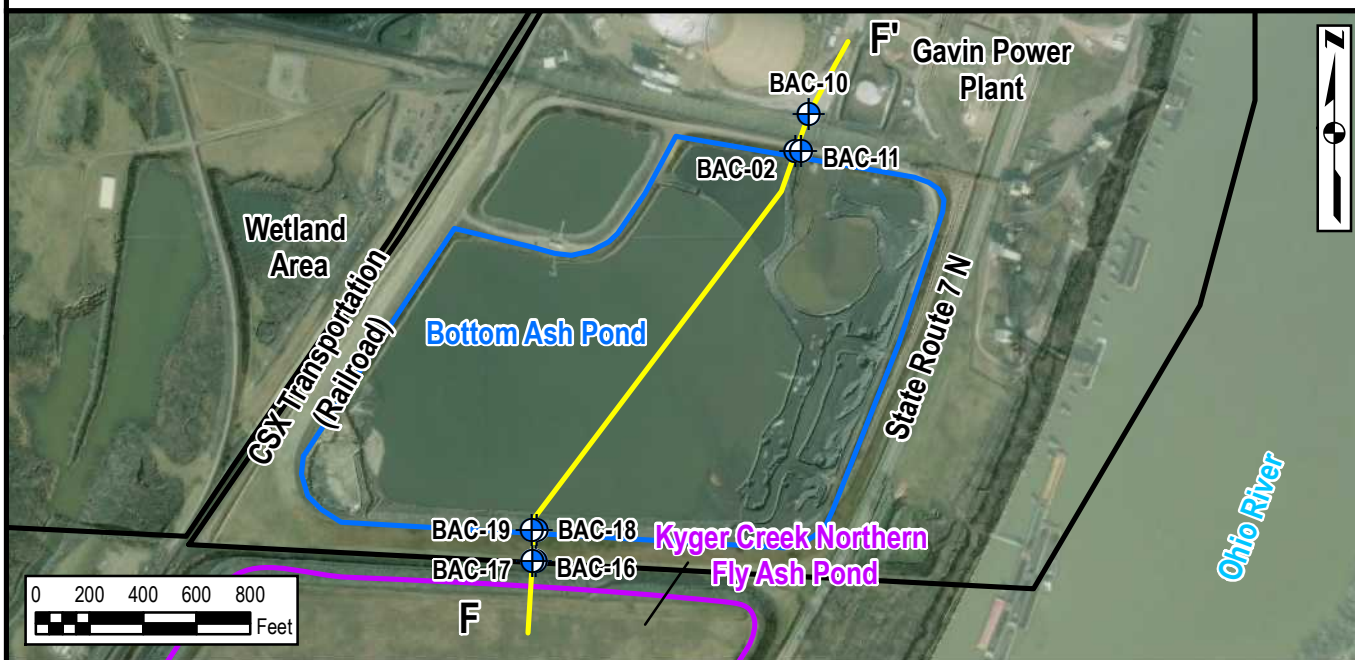 F'
Gavin Power
Plant
Z
BAC-10
BAC-02
BAC-11
Wetland
Area
CSX Transportation
(Railroad)
Bottom Ash Pond
State Route 7 N
BAC-19
BAC-18
Kyger Creek Northern
Fly Ash Pond
BAC-17
BAC-16
Ohio River
0 200 400 600 800
Feet
F